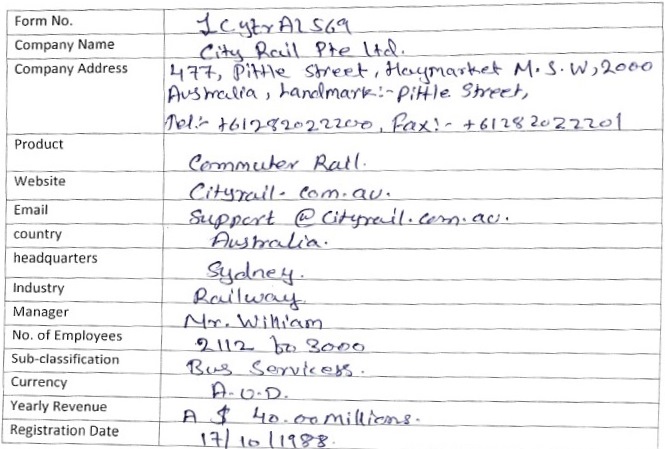 Form No. 1CytrA1569
Company Name City Rail Pte Ltd.
Company Address 477, Pittle Street, Haymarket M.S.W, 2000
Australia, Landmark:- Pittle Street,
Tel:- +61282022200, Fax:- +61282022201
Product Commuter Rail.
Website Cityrail. com.au.
Email Support @ Cityrail.com.au.
country Australia.
headquarters Sydney.
Industry Railway
Manager Mr. William
No. of Employees 2112 to 3000
Sub-classification Bus Servicess.
Currency A.U.D.
Yearly Revenue A $ 40.00 millions.
Registration Date 17/10/1988.